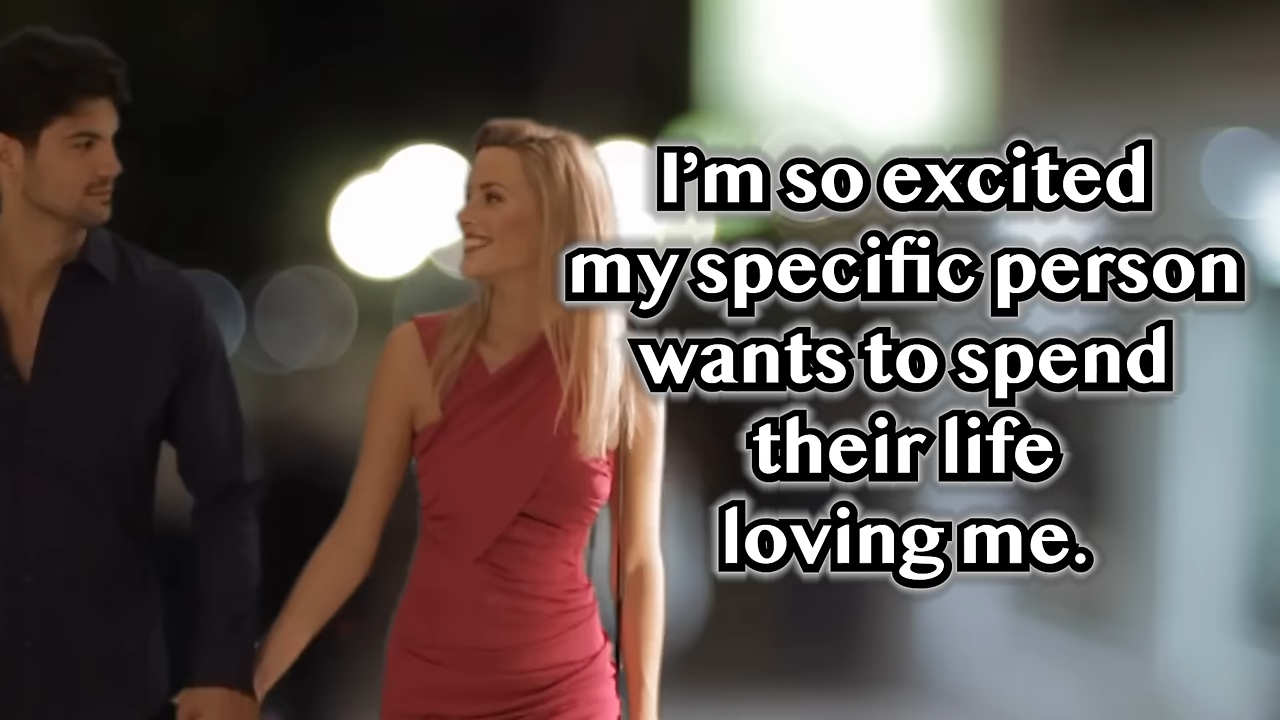 I’m so excited
my specific person
wants to spend
their life
loving me.